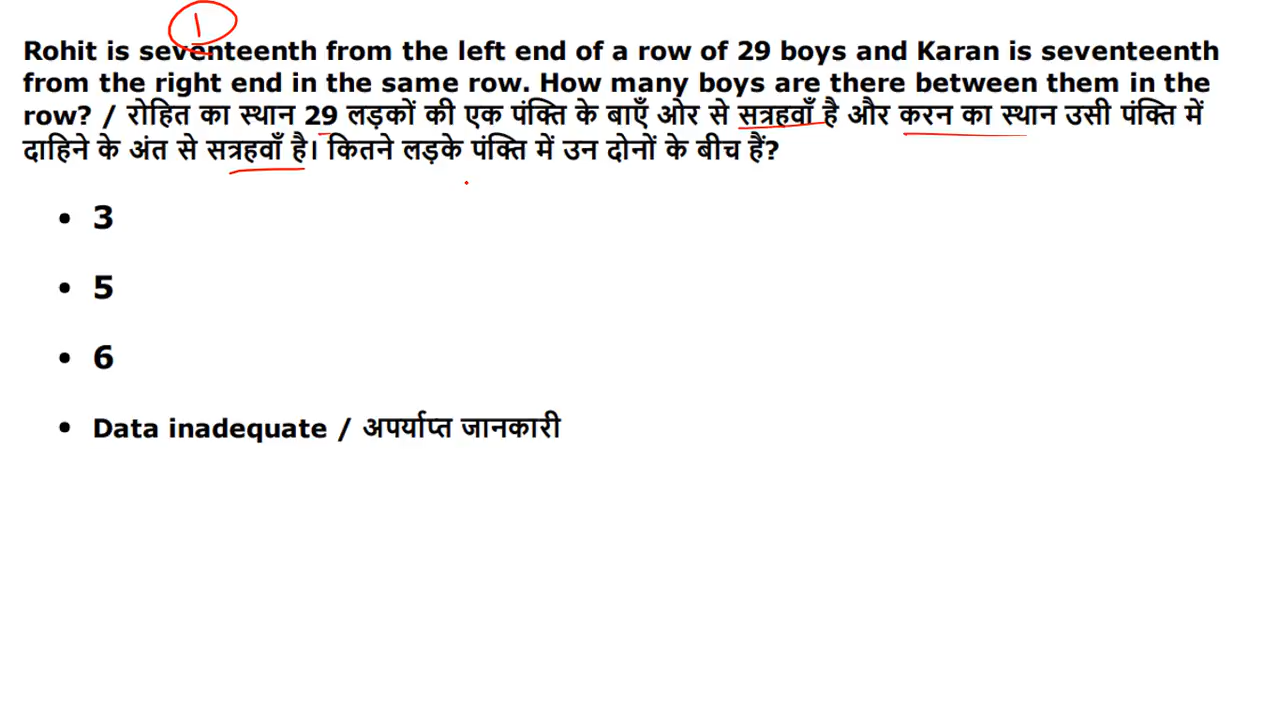 1
Rohit is seventeenth from the left end of a row of 29 boys and Karan is seventeenth
from the right end in the same row. How many boys are there between them in the
row? / रोहित का स्थान 29 लड़कों की एक पंक्ति के बाएँ ओर से सत्रहवाँ है और करन का स्थान उसी पंक्ति में
दाहिने के अंत से सत्रहवाँ है। कितने लड़के पंक्ति में उन दोनों के बीच हैं?
• 3
• 5
• 6
• Data inadequate / अपर्याप्त जानकारी